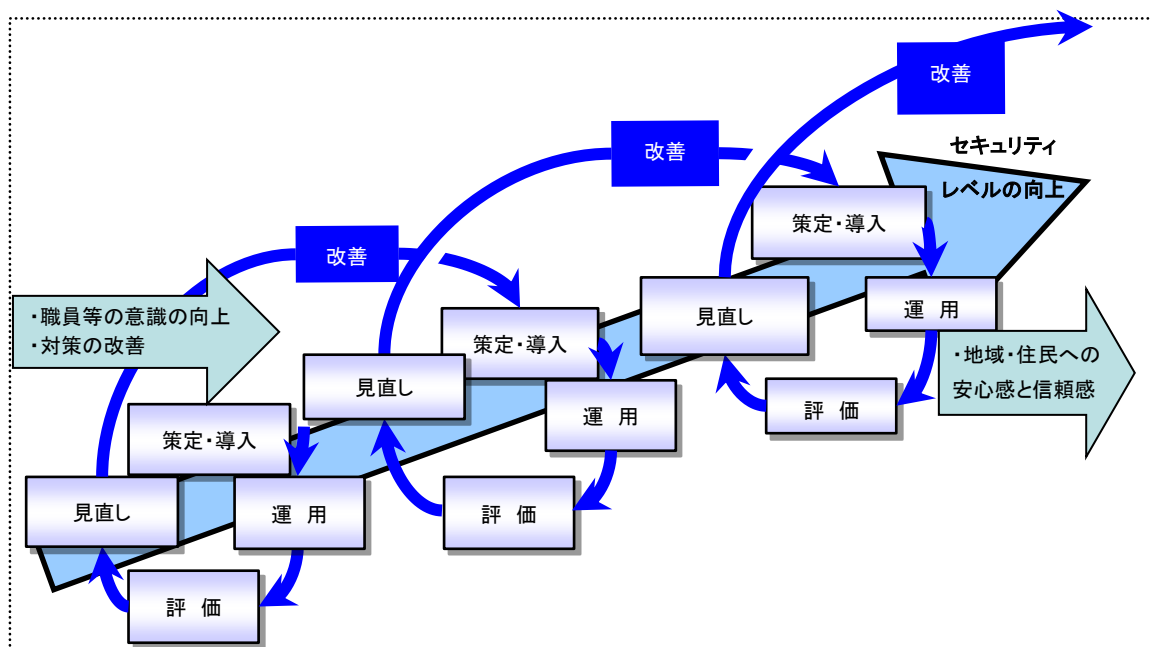 改善
改善
セキュリティ
レベルの向上
策定・導入
改善
・職員等の意識の向上
・対策の改善
見直し
運　用
策定・導入
・地域・住民への
安心感と信頼感
見直し
評　価
運　用
策定・導入
見直し
運　用
評　価
評　価